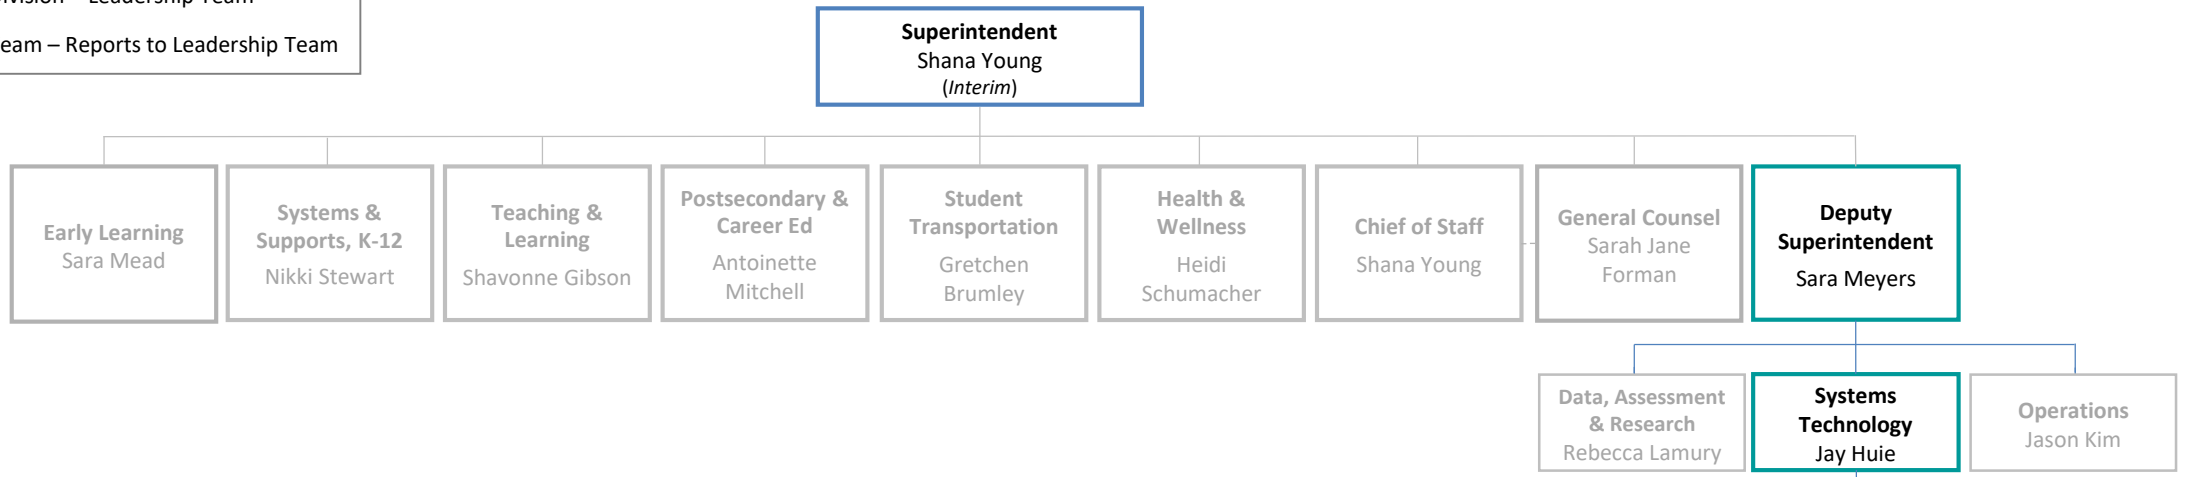 Leadership Team
eam – Reports to Leadership Team
Superintendent
Shana Young
(Interim)
Early Learning
Sara Mead
Systems &
Supports, K-12
Nikki Stewart
Teaching &
Learning
Shavonne Gibson
Postsecondary &
Career Ed
Antoinette
Mitchell
Student
Transportation
Gretchen
Brumley
Health &
Wellness
Heidi
Schumacher
Chief of Staff
Shana Young
General Counsel
Sarah Jane
Forman
Deputy
Superintendent
Sara Meyers
Data, Assessment
& Research
Rebecca Lamury
Systems
Technology
Jay Huie
Operations
Jason Kim